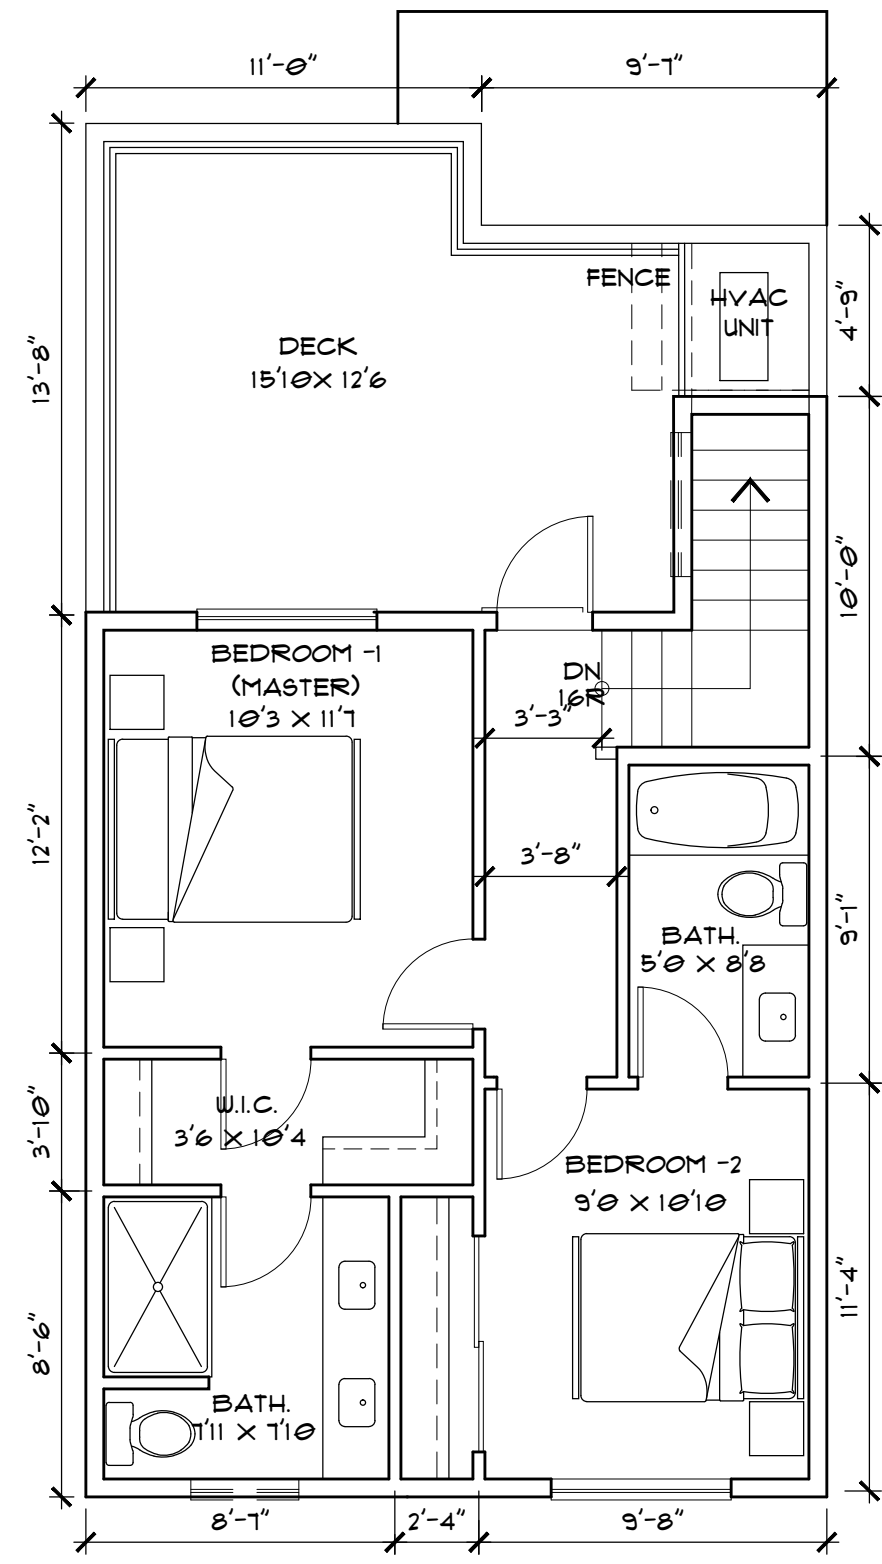 11'-0"
9'-7"
FENCE
HVAC
UNIT
4'-9"
DECK
15'10 X 12'6
13'-8"
10'-0"
BEDROOM -1
(MASTER)
10'3 X 11'7
DN
16R
3'-3"
12'-2"
3'-8"
BATH.
5'0 X 8'8
9'-1"
W.I.C.
3'6 X 10'4
3'-10"
BEDROOM -2
9'0 X 10'10
11'-4"
8'-6"
BATH.
7'11 X 7'10
8'-7"
2'-4"
9'-8"